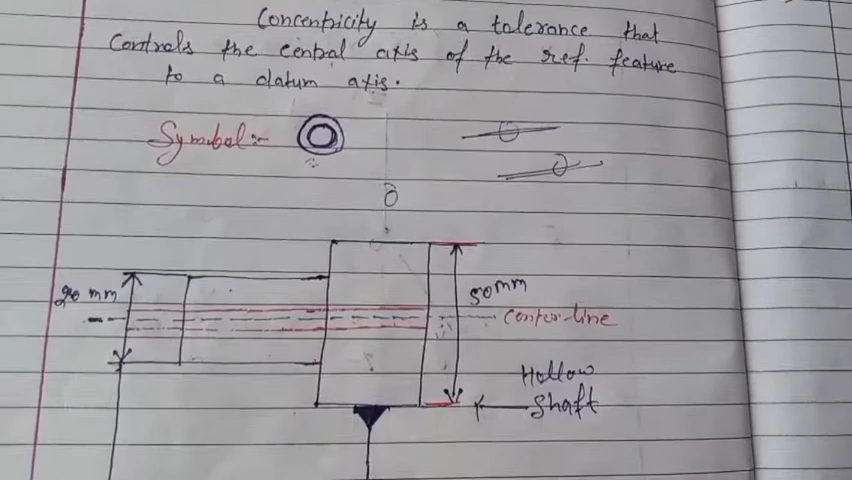 Concentricity is a tolerance that
Controls the central axis of the ref. feature
to a datum axis.
Symbol:-
20 mm
50mm
Center-line
Hollow
shaft